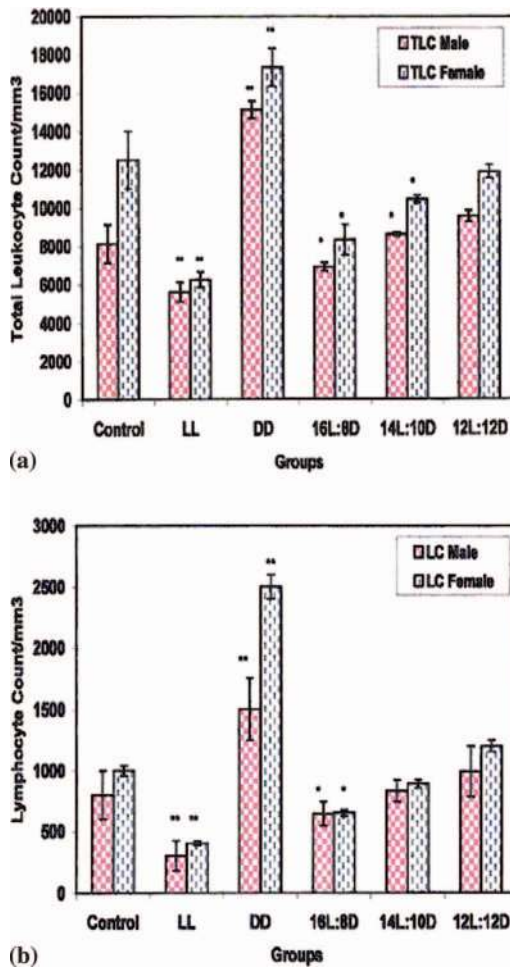 20000
18000
16000
14000
12000
10000
8000
6000
4000
2000
0
Total Leukocyte Count/mm3
TLC Male
TLC Female
** ** ** ** * * * *
Control LL DD 16L:8D 14L:10D 12L:12D
Groups
(a)
3000
2500
2000
1500
1000
500
0
Lymphocyte Count/mm3
LC Male
LC Female
** ** ** ** * *
Control LL DD 16L:8D 14L:10D 12L:12D
Groups
(b)